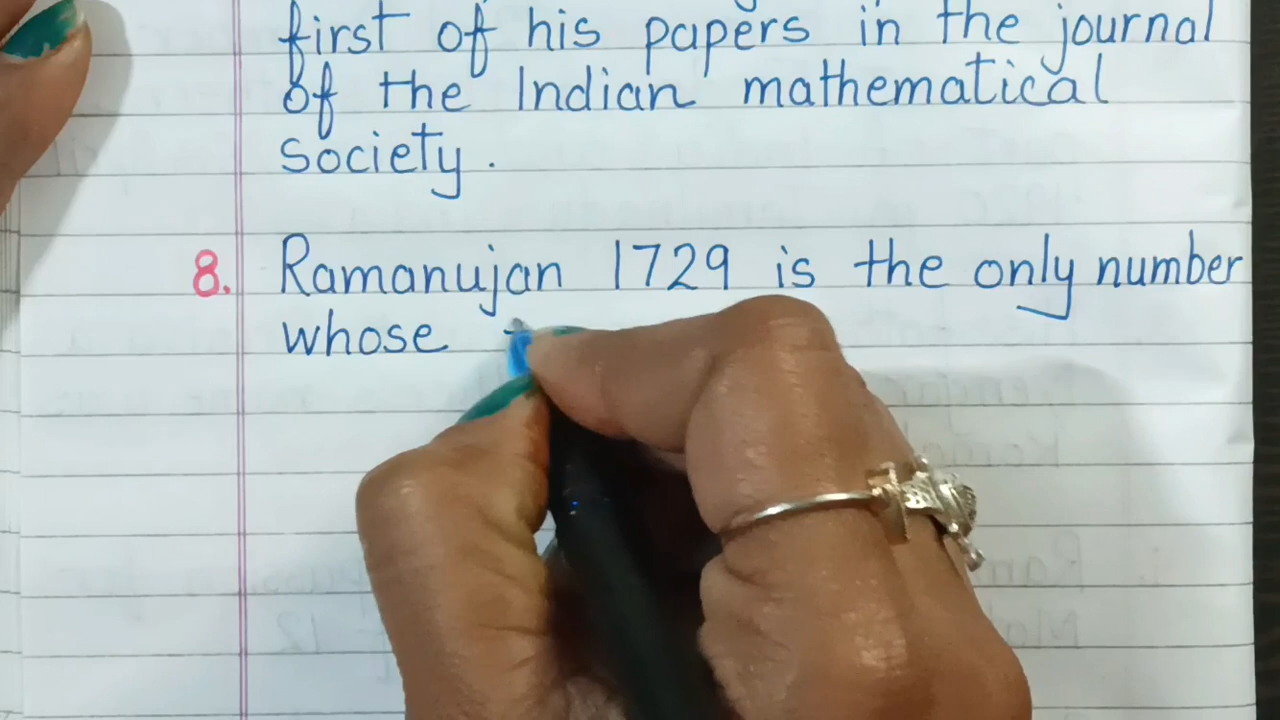 first of his papers in the journal
of the Indian mathematical
society.
8. Ramanujan 1729 is the only number
whose